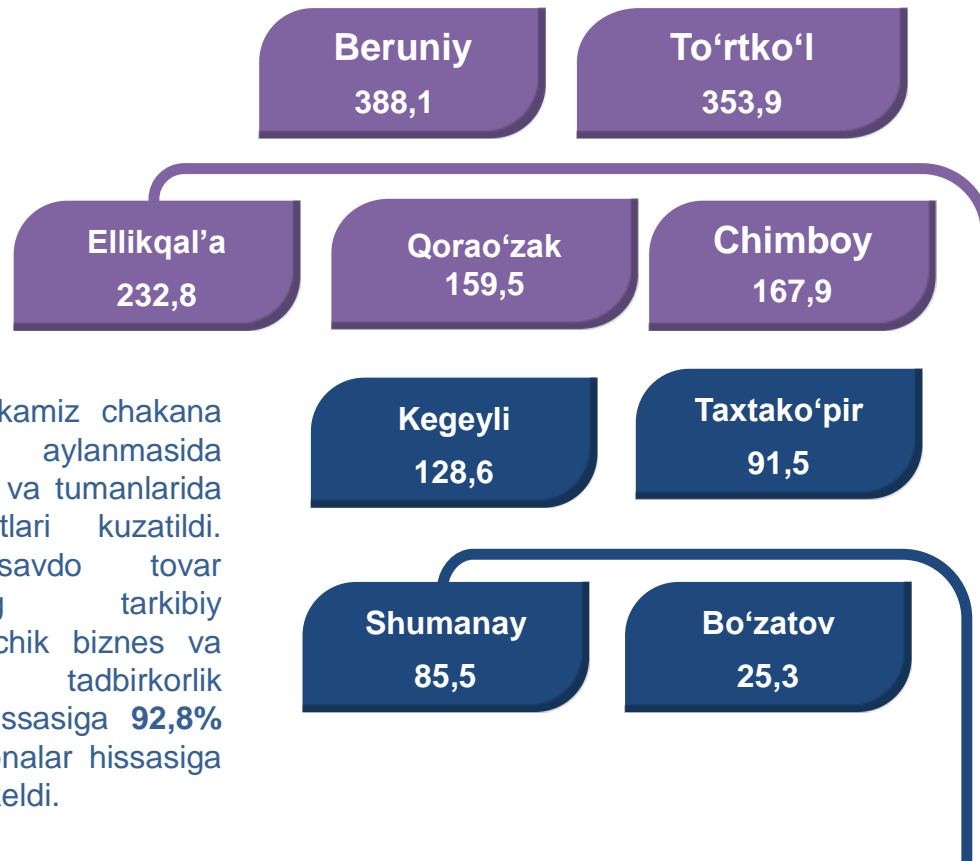 Beruniy
388,1
To‘rtko‘l
353,9
Ellikqal’a
232,8
Qorao‘zak
159,5
Chimboy
167,9
Kegeyli
128,6
Taxtako‘pir
91,5
Shumanay
85,5
Bo‘zatov
25,3
kamiz chakana
aylanmasida
va tumanlarida
tlari kuzatildi.
savdo tovar
g tarkibiy
chik biznes va
tadbirkorlik
ssasiga 92,8%
onalar hissasiga
keldi.